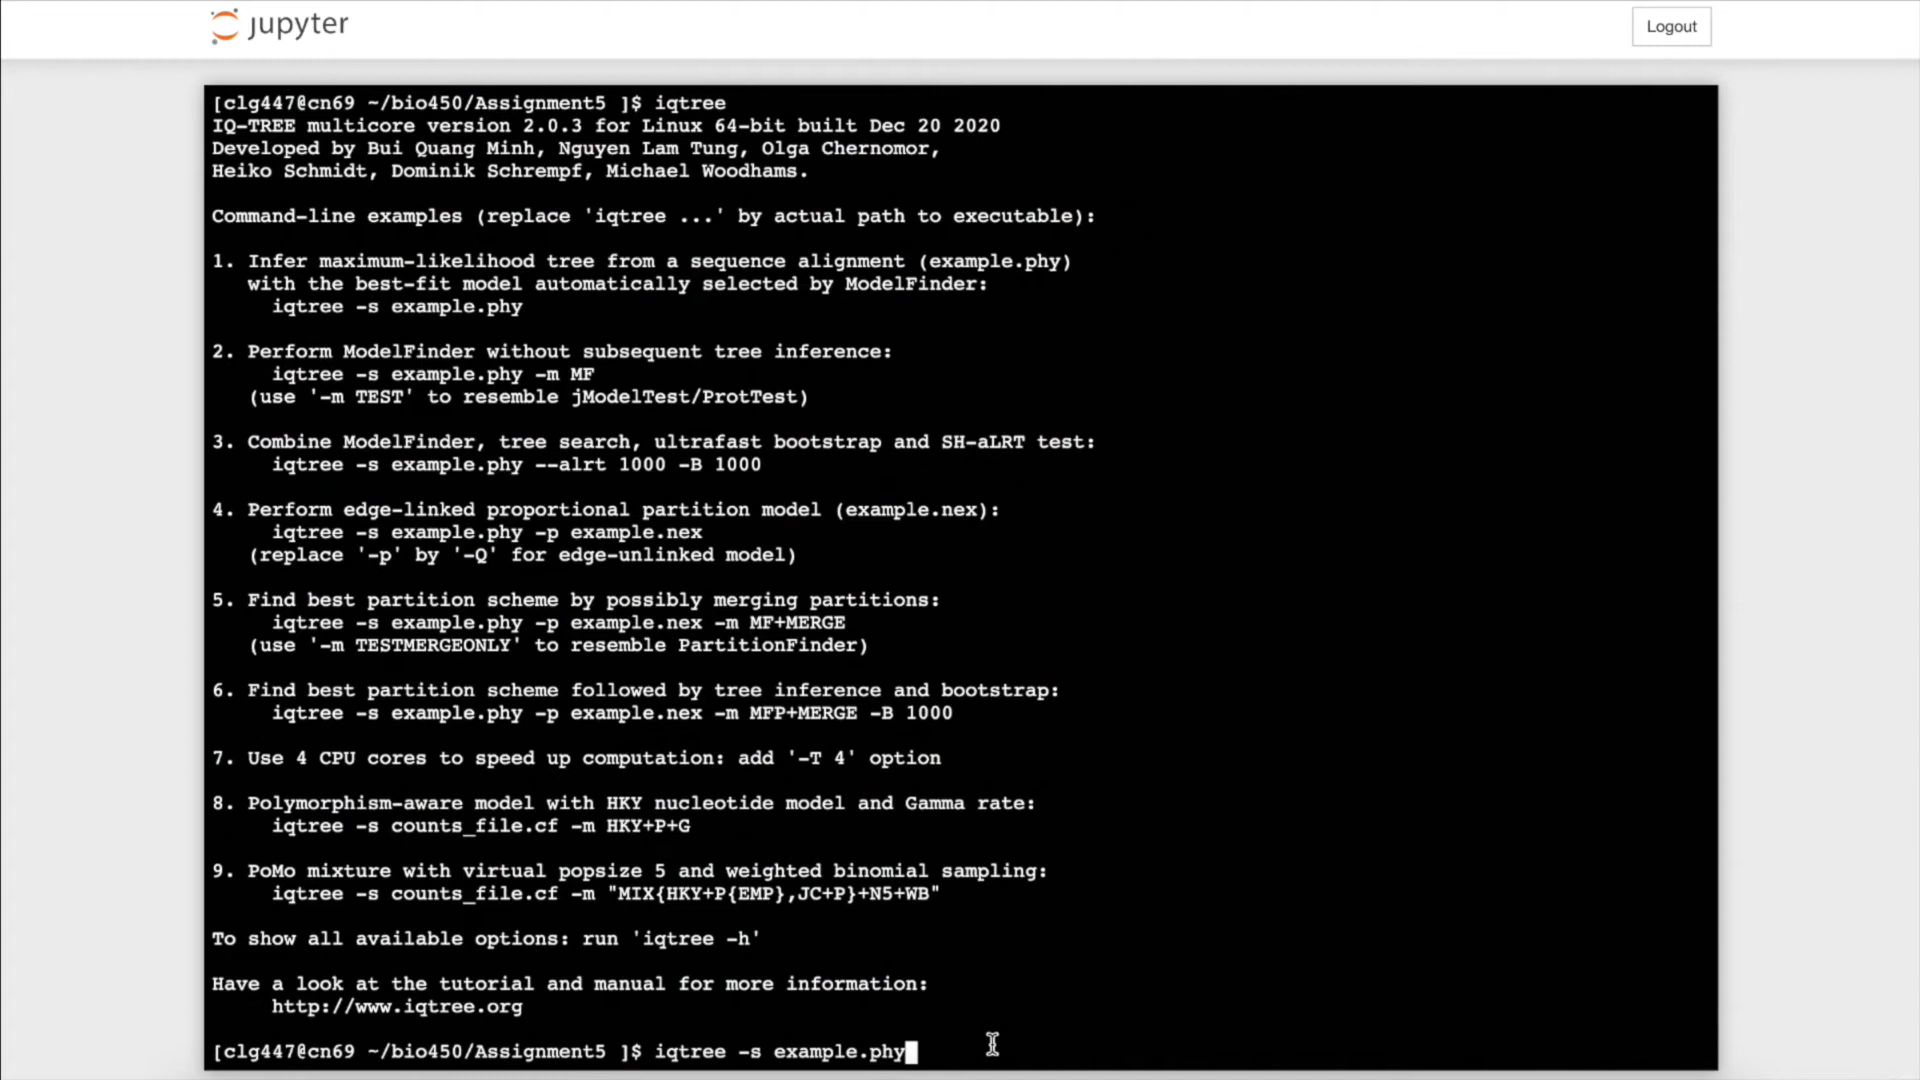 jupyter
Logout
[clg447@cn69 ~/bio450/Assignment5 ]$ iqtree
IQ-TREE multicore version 2.0.3 for Linux 64-bit built Dec 20 2020
Developed by Bui Quang Minh, Nguyen Lam Tung, Olga Chernomor,
Heiko Schmidt, Dominik Schrempf, Michael Woodhams.
Command-line examples (replace 'iqtree ...' by actual path to executable):
1. Infer maximum-likelihood tree from a sequence alignment (example.phy)
with the best-fit model automatically selected by ModelFinder:
iqtree -s example.phy
2. Perform ModelFinder without subsequent tree inference:
iqtree -s example.phy -m MF
(use '-m TEST' to resemble jModelTest/ProtTest)
3. Combine ModelFinder, tree search, ultrafast bootstrap and SH-aLRT test:
iqtree -s example.phy --alrt 1000 -B 1000
4. Perform edge-linked proportional partition model (example.nex):
iqtree -s example.phy -p example.nex
(replace '-p' by '-Q' for edge-unlinked model)
5. Find best partition scheme by possibly merging partitions:
iqtree -s example.phy -p example.nex -m MF+MERGE
(use '-m TESTMERGEONLY' to resemble PartitionFinder)
6. Find best partition scheme followed by tree inference and bootstrap:
iqtree -s example.phy -p example.nex -m MFP+MERGE -B 1000
7. Use 4 CPU cores to speed up computation: add '-T 4' option
8. Polymorphism-aware model with HKY nucleotide model and Gamma rate:
iqtree -s counts_file.cf -m HKY+P+G
9. PoMo mixture with virtual popsize 5 and weighted binomial sampling:
iqtree -s counts_file.cf -m "MIX{HKY+P{EMP},JC+P}+N5+WB"
To show all available options: run 'iqtree -h'
Have a look at the tutorial and manual for more information:
http://www.iqtree.org
[clg447@cn69 ~/bio450/Assignment5 ]$ iqtree -s example.phy